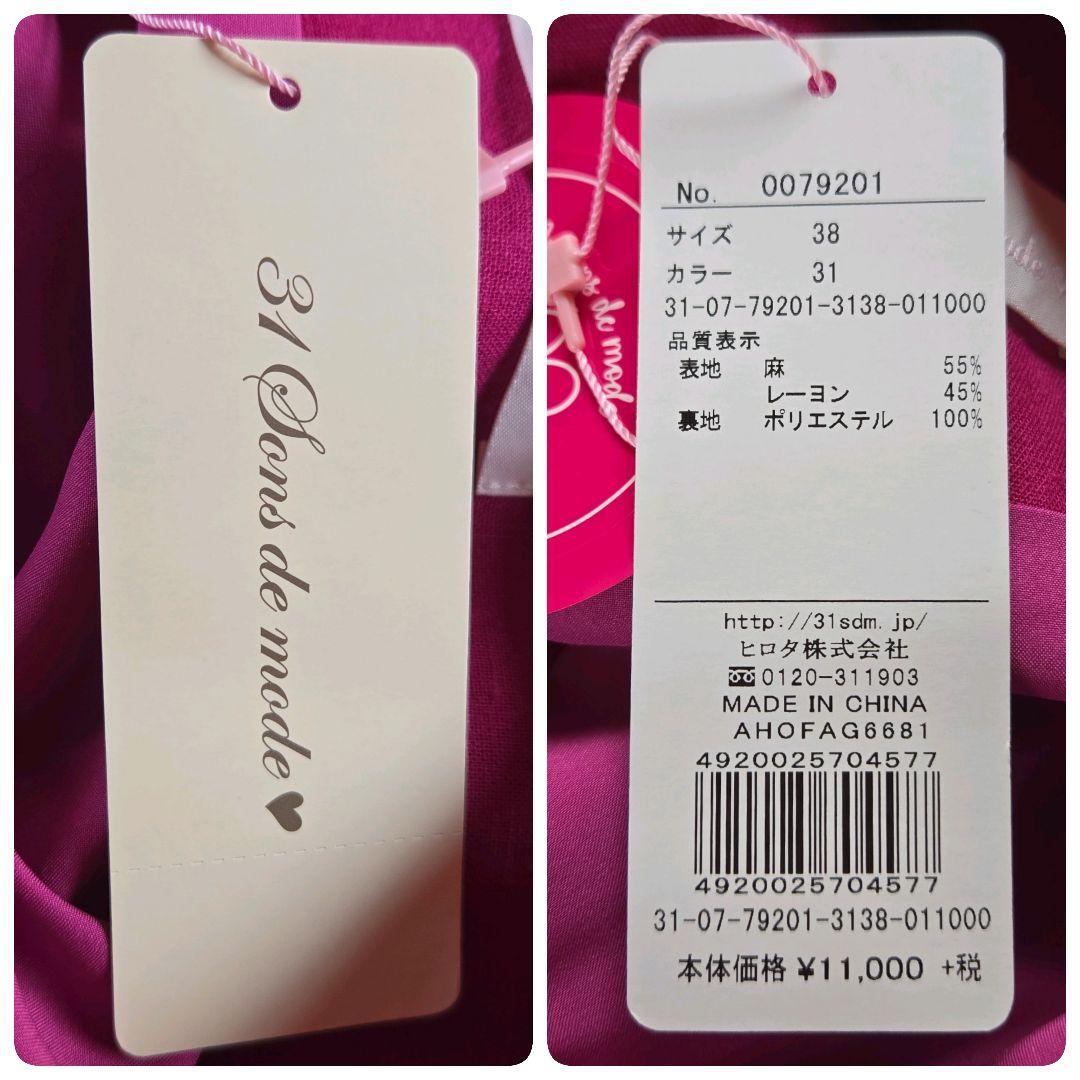 31 Sons de mode♥
No. 0079201
サイズ 38
カラー 31
31-07-79201-3138-011000
品質表示
表地 麻 55%
レーヨン 45%
裏地 ポリエステル 100%
http://31sdm.jp/
ヒロタ株式会社
0120-311903
MADE IN CHINA
AHOFAG6681
4920025704577
4920025704577
31-07-79201-3138-011000
本体価格 ¥11,000 +税
de mod
ode